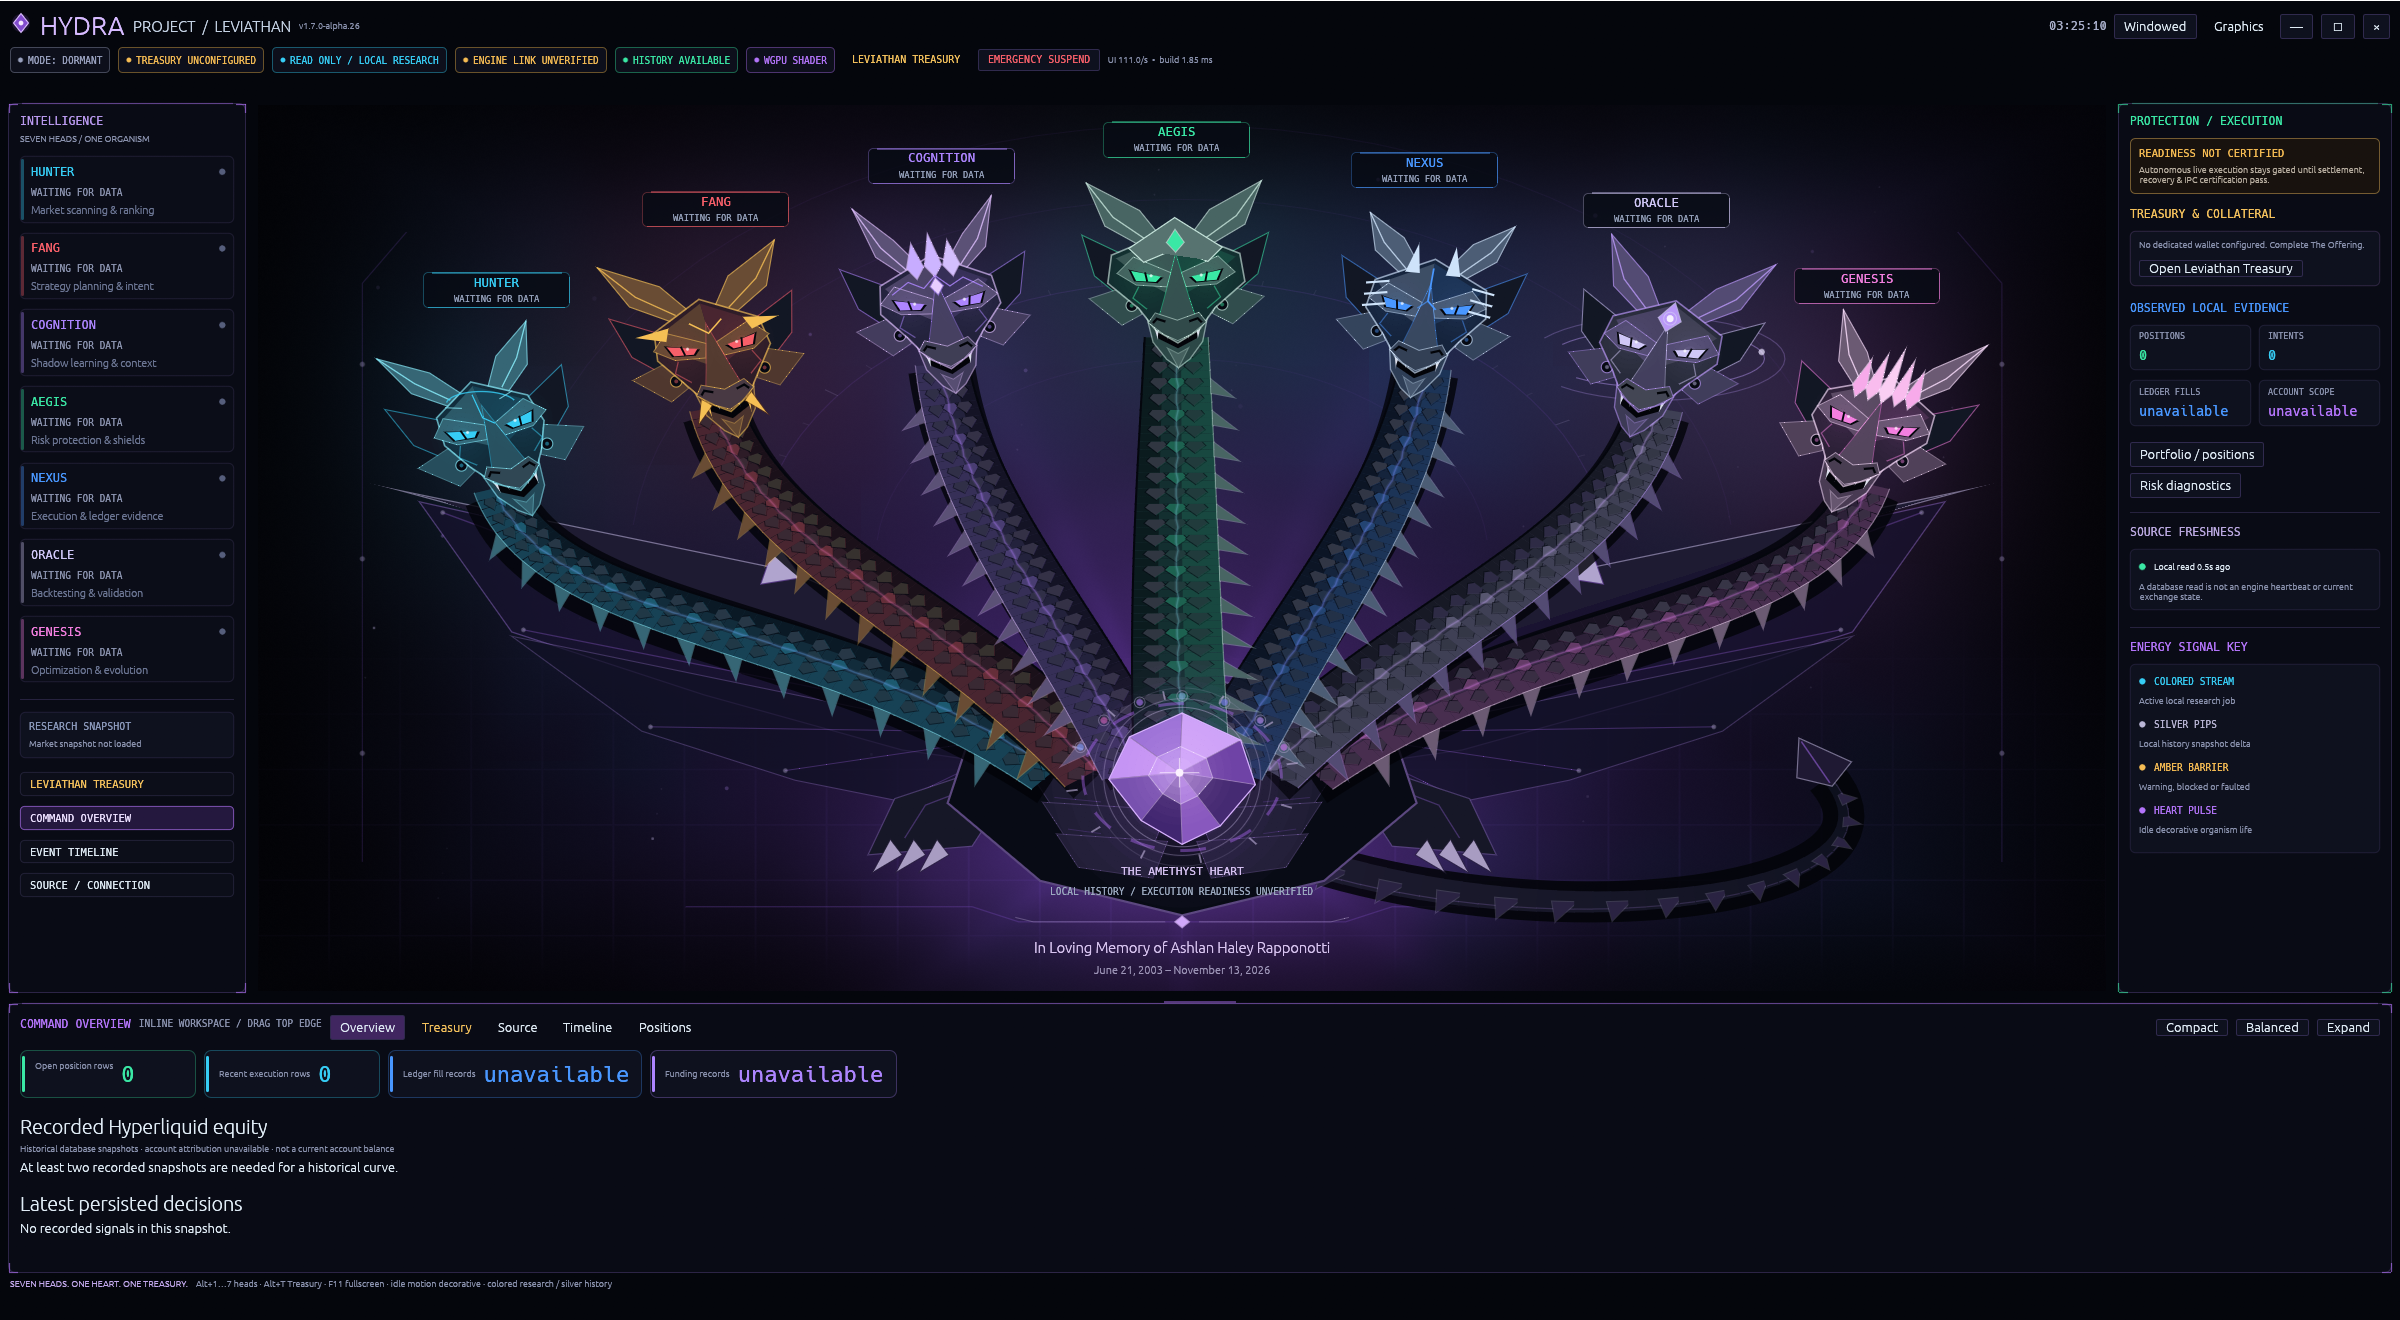 HYDRA PROJECT / LEVIATHAN v1.7.0-alpha.26
03:25:10 Windowed Graphics — □ ×
MODE: DORMANT
TREASURY UNCONFIGURED
READ ONLY / LOCAL RESEARCH
ENGINE LINK UNVERIFIED
HISTORY AVAILABLE
WGPU SHADER
LEVIATHAN TREASURY
EMERGENCY SUSPEND
UI 111.0/s • build 1.85 ms
INTELLIGENCE
SEVEN HEADS / ONE ORGANISM
HUNTER
WAITING FOR DATA
Market scanning & ranking
FANG
WAITING FOR DATA
Strategy planning & intent
COGNITION
WAITING FOR DATA
Shadow learning & context
AEGIS
WAITING FOR DATA
Risk protection & shields
NEXUS
WAITING FOR DATA
Execution & ledger evidence
ORACLE
WAITING FOR DATA
Backtesting & validation
GENESIS
WAITING FOR DATA
Optimization & evolution
RESEARCH SNAPSHOT
Market snapshot not loaded
LEVIATHAN TREASURY
COMMAND OVERVIEW
EVENT TIMELINE
SOURCE / CONNECTION
HUNTER
WAITING FOR DATA
FANG
WAITING FOR DATA
COGNITION
WAITING FOR DATA
AEGIS
WAITING FOR DATA
NEXUS
WAITING FOR DATA
ORACLE
WAITING FOR DATA
GENESIS
WAITING FOR DATA
THE AMETHYST HEART
LOCAL HISTORY / EXECUTION READINESS UNVERIFIED
In Loving Memory of Ashlan Haley Rapponotti
June 21, 2003 – November 13, 2026
PROTECTION / EXECUTION
READINESS NOT CERTIFIED
Autonomous live execution stays gated until settlement,
recovery & IPC certification pass.
TREASURY & COLLATERAL
No dedicated wallet configured. Complete The Offering.
Open Leviathan Treasury
OBSERVED LOCAL EVIDENCE
POSITIONS
0
INTENTS
0
LEDGER FILLS
unavailable
ACCOUNT SCOPE
unavailable
Portfolio / positions
Risk diagnostics
SOURCE FRESHNESS
Local read 0.5s ago
A database read is not an engine heartbeat or current
exchange state.
ENERGY SIGNAL KEY
COLORED STREAM
Active local research job
SILVER PIPS
Local history snapshot delta
AMBER BARRIER
Warning, blocked or faulted
HEART PULSE
Idle decorative organism life
COMMAND OVERVIEW INLINE WORKSPACE / DRAG TOP EDGE Overview Treasury Source Timeline Positions
Compact Balanced Expand
Open position rows 0
Recent execution rows 0
Ledger fill records unavailable
Funding records unavailable
Recorded Hyperliquid equity
Historical database snapshots · account attribution unavailable · not a current account balance
At least two recorded snapshots are needed for a historical curve.
Latest persisted decisions
No recorded signals in this snapshot.
SEVEN HEADS. ONE HEART. ONE TREASURY. Alt+1…7 heads · Alt+T Treasury · F11 fullscreen · idle motion decorative · colored research / silver history